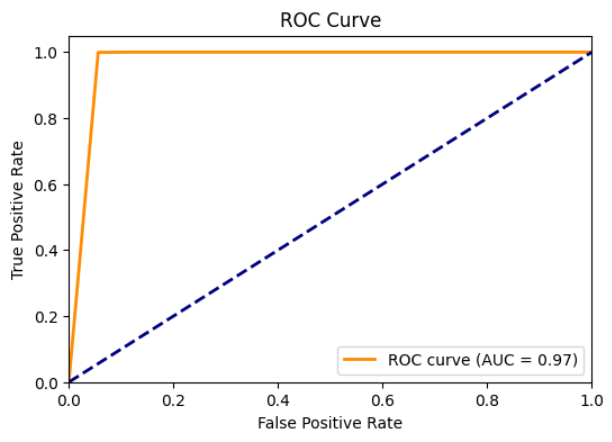 ROC Curve
1.0
0.8
0.6
0.4
0.2
0.0
True Positive Rate
ROC curve (AUC = 0.97)
0.0 0.2 0.4 0.6 0.8 1.0
False Positive Rate